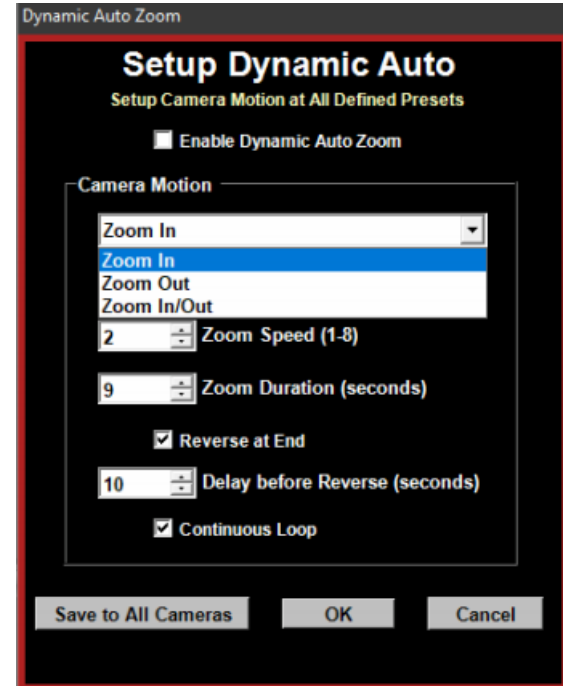 Dynamic Auto Zoom
Setup Dynamic Auto
Setup Camera Motion at All Defined Presets
Enable Dynamic Auto Zoom
Camera Motion
Zoom In
Zoom In
Zoom Out
Zoom In/Out
2 Zoom Speed (1-8)
9 Zoom Duration (seconds)
Reverse at End
10 Delay before Reverse (seconds)
Continuous Loop
Save to All Cameras OK Cancel